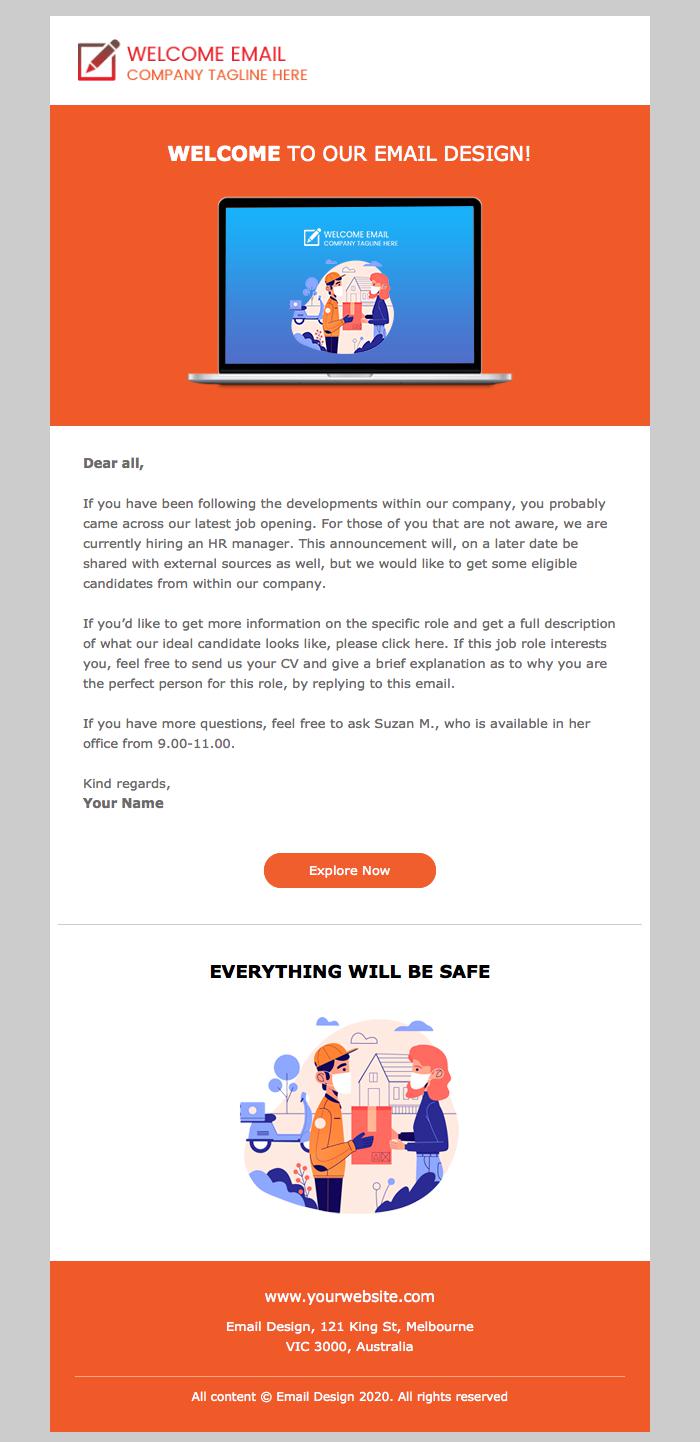 WELCOME EMAIL
COMPANY TAGLINE HERE
WELCOME TO OUR EMAIL DESIGN!
WELCOME EMAIL
COMPANY TAGLINE HERE
Dear all,
If you have been following the developments within our company, you probably
came across our latest job opening. For those of you that are not aware, we are
currently hiring an HR manager. This announcement will, on a later date be
shared with external sources as well, but we would like to get some eligible
candidates from within our company.
If you’d like to get more information on the specific role and get a full description
of what our ideal candidate looks like, please click here. If this job role interests
you, feel free to send us your CV and give a brief explanation as to why you are
the perfect person for this role, by replying to this email.
If you have more questions, feel free to ask Suzan M., who is available in her
office from 9.00-11.00.
Kind regards,
Your Name
Explore Now
EVERYTHING WILL BE SAFE
www.yourwebsite.com
Email Design, 121 King St, Melbourne
VIC 3000, Australia
All content © Email Design 2020. All rights reserved